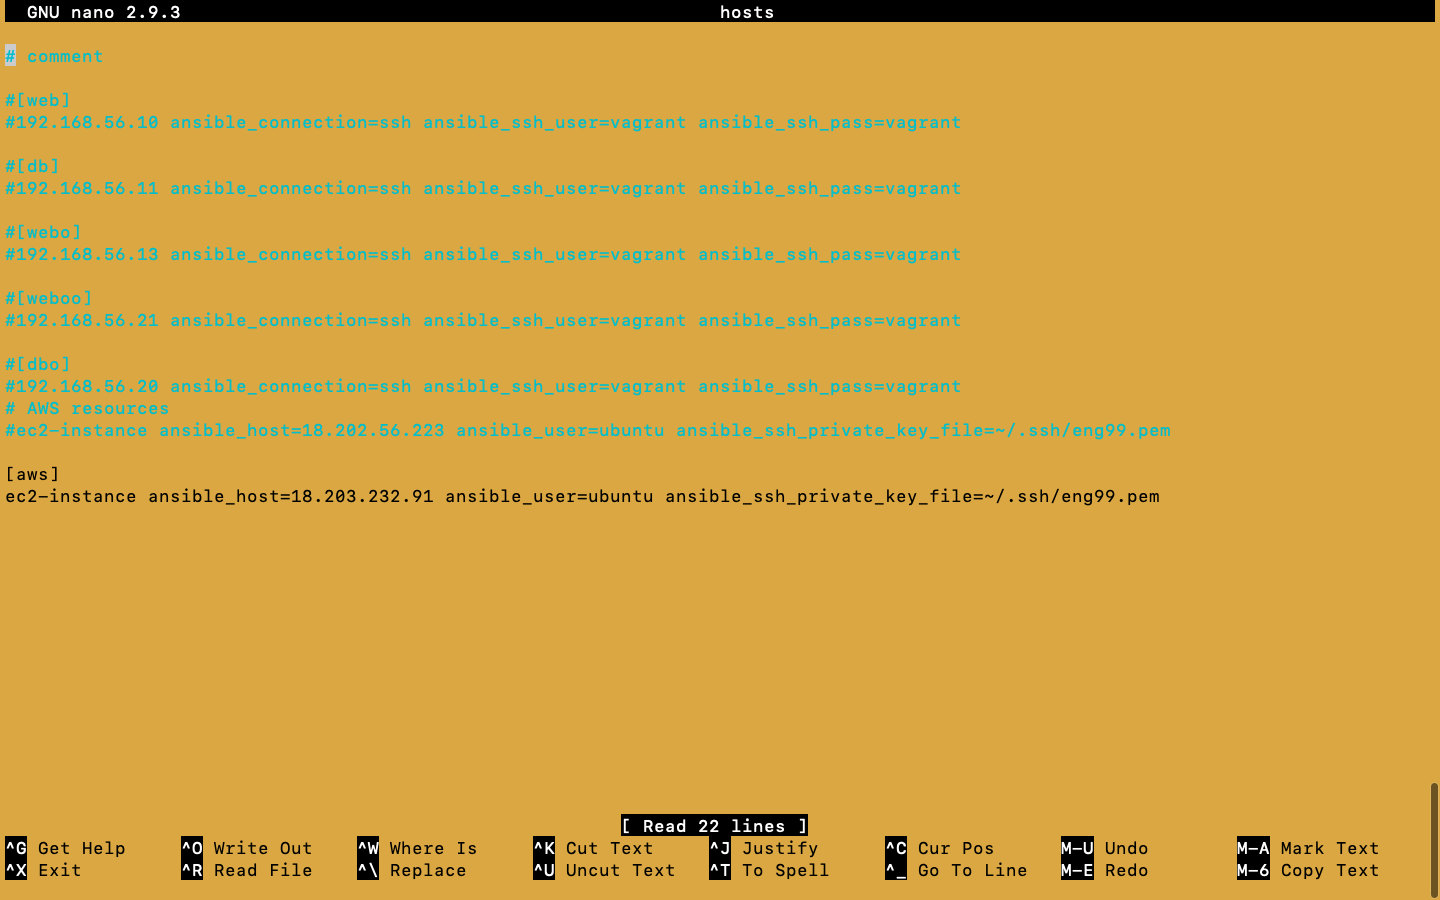 GNU nano 2.9.3 hosts
# comment
#[web]
#192.168.56.10 ansible_connection=ssh ansible_ssh_user=vagrant ansible_ssh_pass=vagrant
#[db]
#192.168.56.11 ansible_connection=ssh ansible_ssh_user=vagrant ansible_ssh_pass=vagrant
#[webo]
#192.168.56.13 ansible_connection=ssh ansible_ssh_user=vagrant ansible_ssh_pass=vagrant
#[weboo]
#192.168.56.21 ansible_connection=ssh ansible_ssh_user=vagrant ansible_ssh_pass=vagrant
#[dbo]
#192.168.56.20 ansible_connection=ssh ansible_ssh_user=vagrant ansible_ssh_pass=vagrant
# AWS resources
#ec2-instance ansible_host=18.202.56.223 ansible_user=ubuntu ansible_ssh_private_key_file=~/.ssh/eng99.pem
[aws]
ec2-instance ansible_host=18.203.232.91 ansible_user=ubuntu ansible_ssh_private_key_file=~/.ssh/eng99.pem
[ Read 22 lines ]
^G Get Help ^O Write Out ^W Where Is ^K Cut Text ^J Justify ^C Cur Pos M-U Undo M-A Mark Text
^X Exit ^R Read File ^\ Replace ^U Uncut Text ^T To Spell ^_ Go To Line M-E Redo M-6 Copy Text